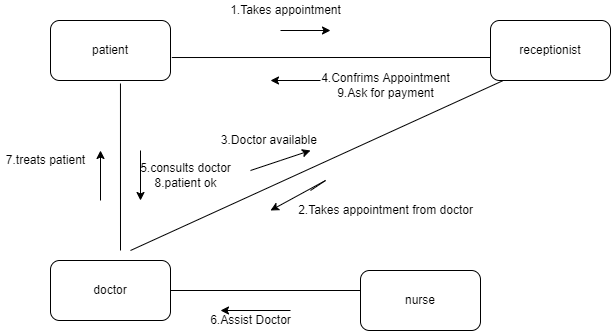 1.Takes appointment
patient
receptionist
4.Confrims Appointment
9.Ask for payment
3.Doctor available
7.treats patient
5.consults doctor
8.patient ok
2.Takes appointment from doctor
doctor
nurse
6.Assist Doctor